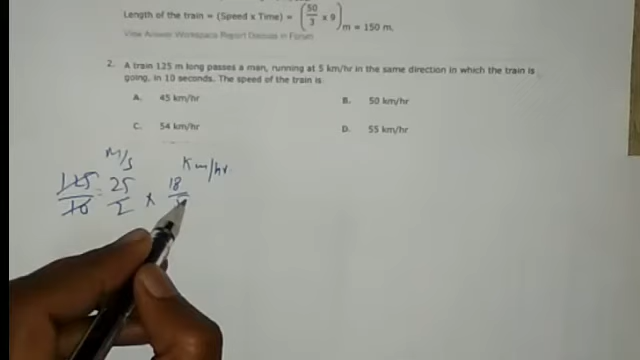 Length of the train = (Speed x Time) = (50/3 x 9) m = 150 m.
View Answer Workspace Report Discuss in Forum
2. A train 125 m long passes a man, running at 5 km/hr in the same direction in which the train is
going, in 10 seconds. The speed of the train is:
A. 45 km/hr B. 50 km/hr
C. 54 km/hr D. 55 km/hr
M/s Km/hr
125/10 = 25/2 x 18/5